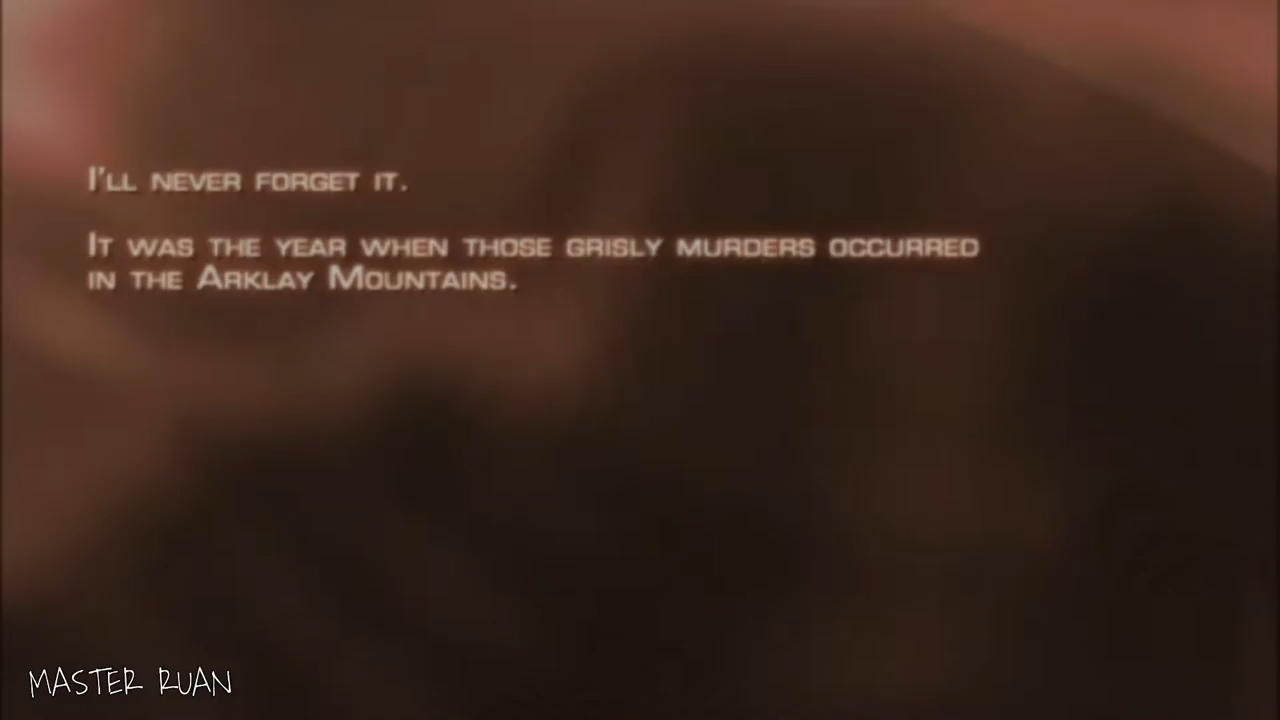 I'll never forget it.
It was the year when those grisly murders occurred
in the Arklay Mountains.
MASTER RUAN